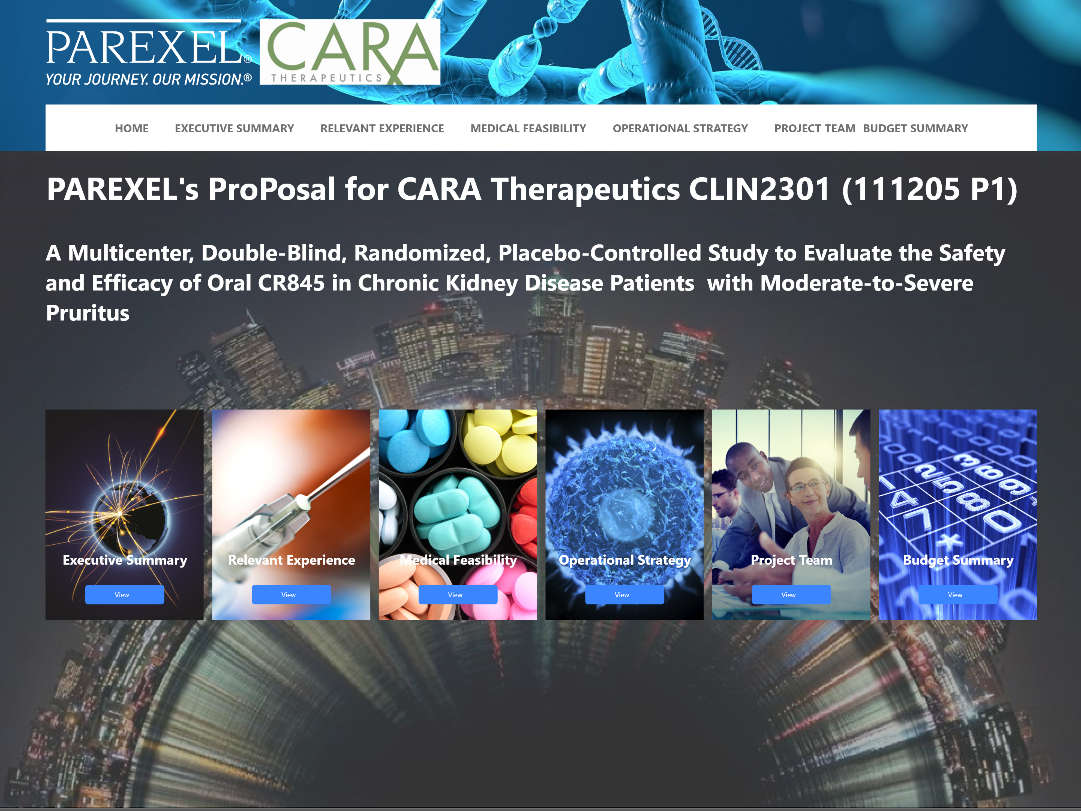 PAREXEL®
YOUR JOURNEY. OUR MISSION.®
CARA
THERAPEUTICS
HOME EXECUTIVE SUMMARY RELEVANT EXPERIENCE MEDICAL FEASIBILITY OPERATIONAL STRATEGY PROJECT TEAM BUDGET SUMMARY
PAREXEL's ProPosal for CARA Therapeutics CLIN2301 (111205 P1)
A Multicenter, Double-Blind, Randomized, Placebo-Controlled Study to Evaluate the Safety
and Efficacy of Oral CR845 in Chronic Kidney Disease Patients  with Moderate-to-Severe
Pruritus
Executive Summary Relevant Experience Medical Feasibility Operational Strategy Project Team Budget Summary
View View View View View View